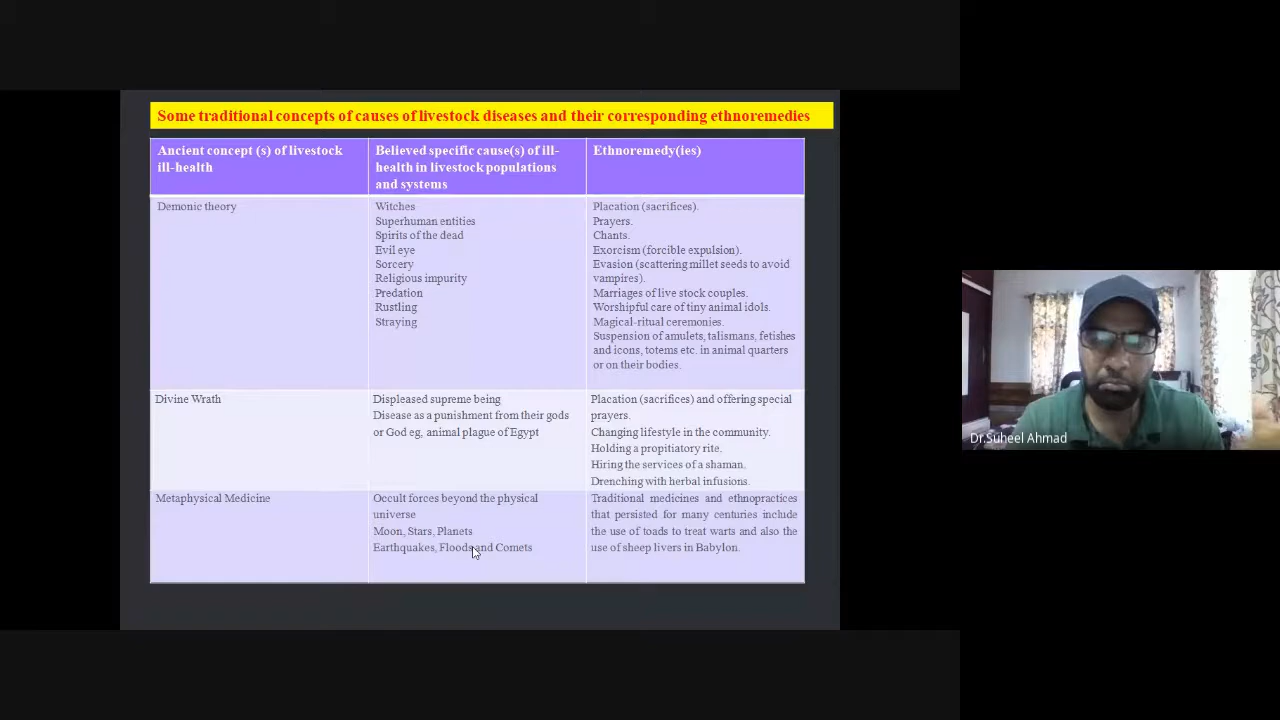 Some traditional concepts of causes of livestock diseases and their corresponding ethnoremedies
Ancient concept (s) of livestock
ill-health
Believed specific cause(s) of ill-
health in livestock populations
and systems
Ethnoremedy(ies)
Demonic theory
Witches
Superhuman entities
Spirits of the dead
Evil eye
Sorcery
Religious impurity
Predation
Rustling
Straying
Placation (sacrifices).
Prayers.
Chants.
Exorcism (forcible expulsion).
Evasion (scattering millet seeds to avoid
vampires).
Marriages of live stock couples.
Worshipful care of tiny animal idols.
Magical-ritual ceremonies.
Suspension of amulets, talismans, fetishes
and icons, totems etc. in animal quarters
or on their bodies.
Divine Wrath
Displeased supreme being
Disease as a punishment from their gods
or God eg, animal plague of Egypt
Placation (sacrifices) and offering special
prayers.
Changing lifestyle in the community.
Holding a propitiatory rite.
Hiring the services of a shaman.
Drenching with herbal infusions.
Metaphysical Medicine
Occult forces beyond the physical
universe
Moon, Stars, Planets
Earthquakes, Floods and Comets
Traditional medicines and ethnopractices
that persisted for many centuries include
the use of toads to treat warts and also the
use of sheep livers in Babylon.
Dr.Suheel Ahmad